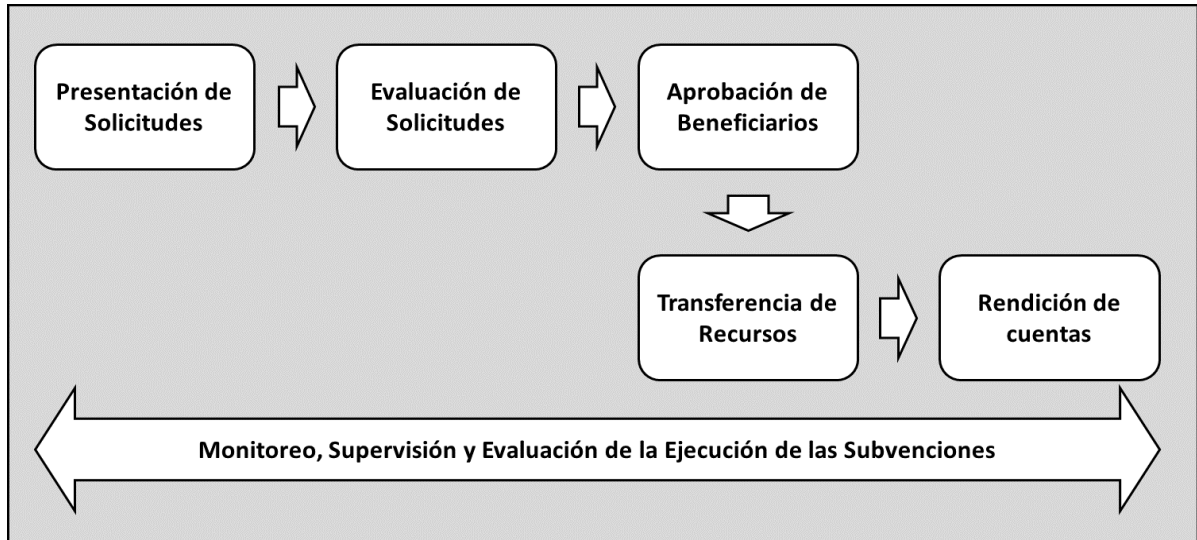 Presentación de
Solicitudes
Evaluación de
Solicitudes
Aprobación de
Beneficiarios
Transferencia de
Recursos
Rendición de
cuentas
Monitoreo, Supervisión y Evaluación de la Ejecución de las Subvenciones